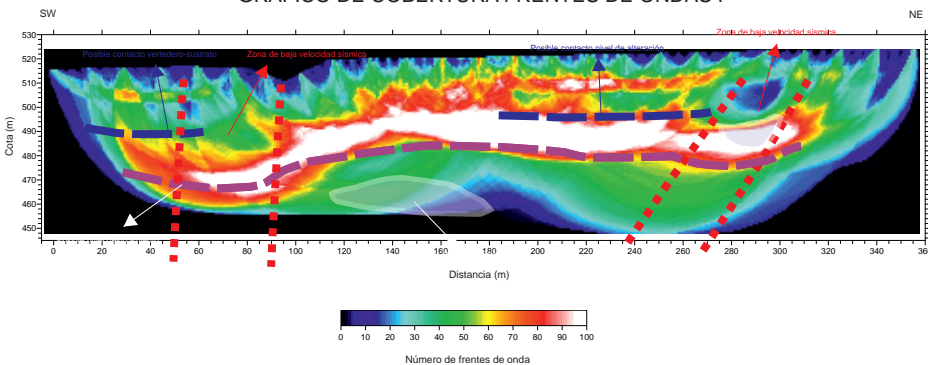 GRÁFICO DE COBERTURA FRENTES DE ONDAS P
SW
NE
Zona de baja velocidad sísmica
Posible contacto vertedero-sustrato
Zona de baja velocidad sísmica
Posible contacto nivel de alteración
530
520
510
500
490
480
470
460
450
Cota (m)
0 20 40 60 80 100 120 140 160 180 200 220 240 260 280 300 320 340 360
Distancia (m)
0 10 20 30 40 50 60 70 80 90 100
Número de frentes de onda